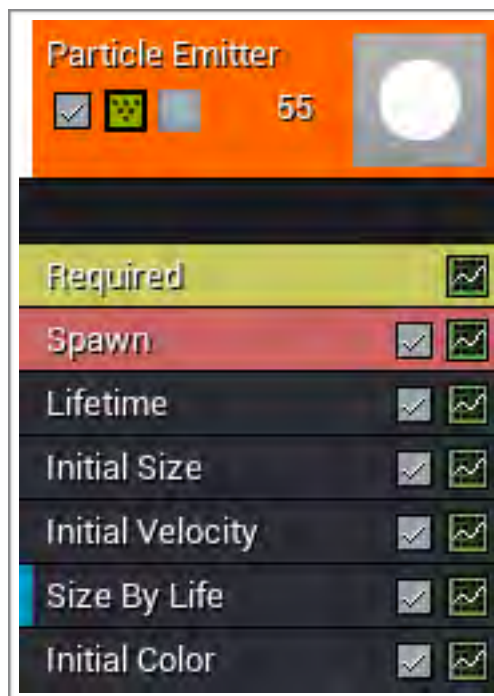 Particle Emitter
55
Required
Spawn
Lifetime
Initial Size
Initial Velocity
Size By Life
Initial Color